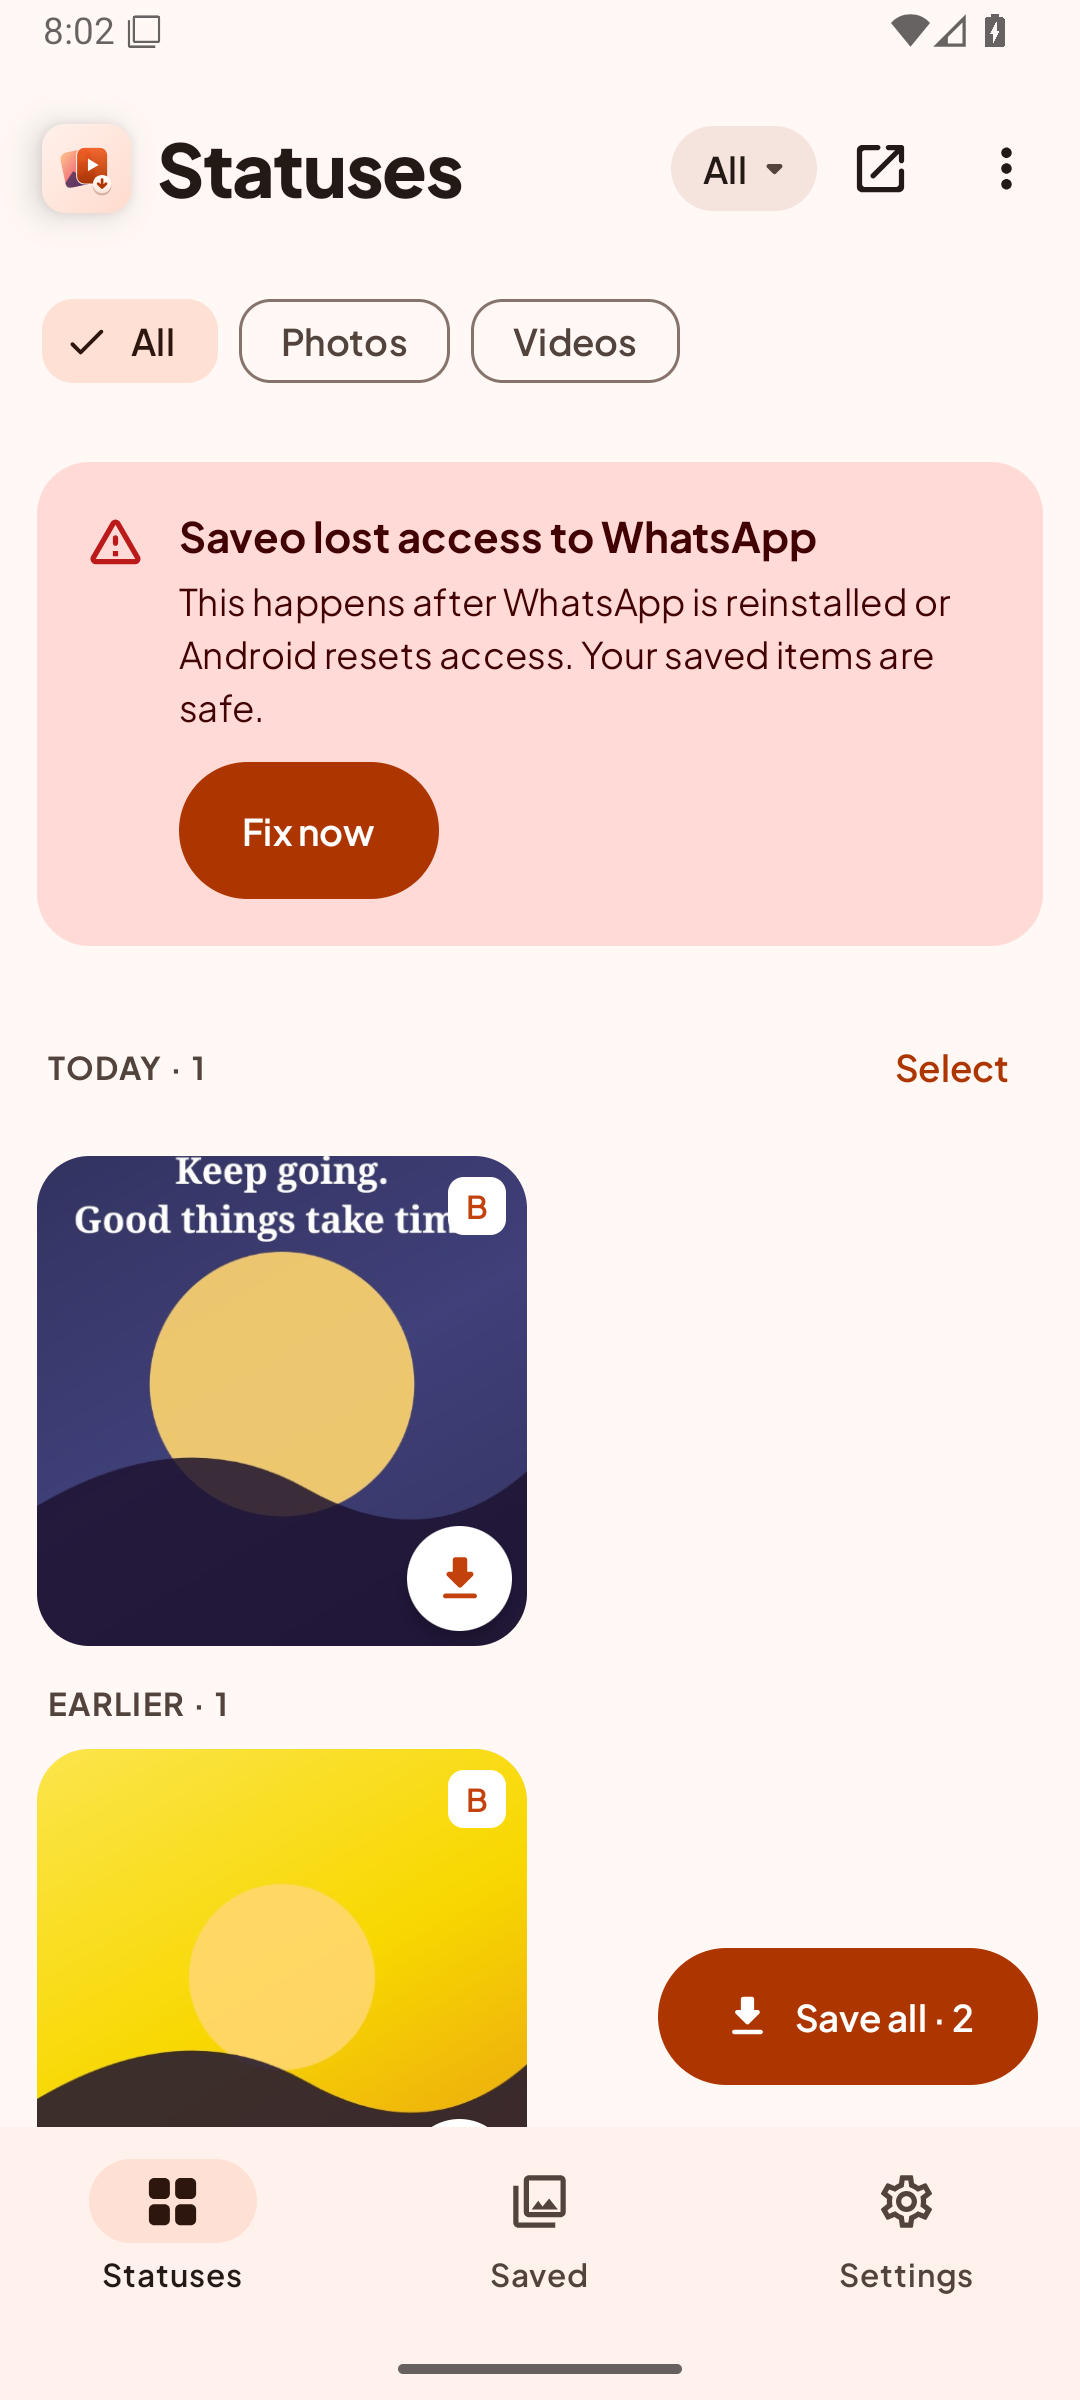 8:02
Statuses
All
All
Photos
Videos
Saveo lost access to WhatsApp
This happens after WhatsApp is reinstalled or
Android resets access. Your saved items are
safe.
Fix now
TODAY · 1
Select
Keep going.
Good things take tim
B
EARLIER · 1
B
Save all · 2
Statuses
Saved
Settings